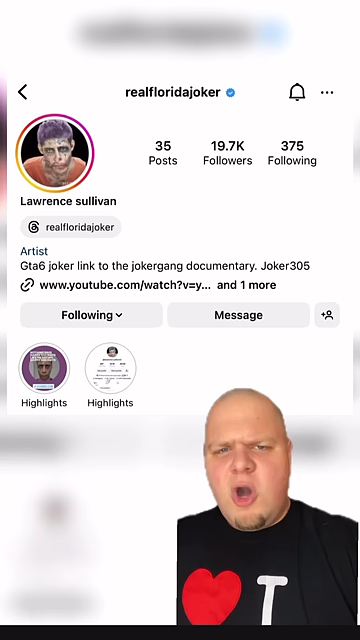 realfloridajoker
35 19.7K 375
Posts Followers Following
Lawrence sullivan
realfloridajoker
Artist
Gta6 joker link to the jokergang documentary. Joker305
www.youtube.com/watch?v=y... and 1 more
Following Message
Highlights Highlights
T